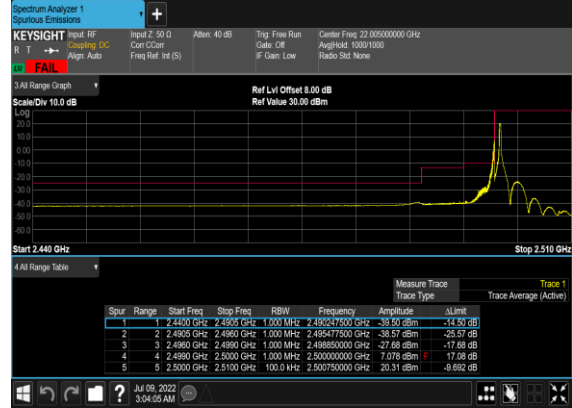 Spectrum Analyzer 1
Spurious Emissions
KEYSIGHT
R T
LV FAIL
Input: RF
Coupling: DC
Align: Auto
Input Z: 50 Ω
Corr CCorr
Freq Ref: Int (S)
Atten: 40 dB
Trig: Free Run
Gate: Off
IF Gain: Low
Center Freq: 22.005000000 GHz
Avg|Hold: 1000/1000
Radio Std: None
3 All Range Graph
Scale/Div 10.0 dB
Ref Lvl Offset 8.00 dB
Ref Value 30.00 dBm
Log
20.0
10.0
0.00
-10.0
-20.0
-30.0
-40.0
-50.0
-60.0
Start 2.440 GHz
Stop 2.510 GHz
4 All Range Table
Measure Trace Trace 1
Trace Type Trace Average (Active)
Spur Range Start Freq Stop Freq RBW Frequency Amplitude ΔLimit
1 1 2.4400 GHz 2.4905 GHz 1.000 MHz 2.490247500 GHz -39.50 dBm -14.50 dB
2 2 2.4905 GHz 2.4960 GHz 1.000 MHz 2.495477500 GHz -38.57 dBm -25.57 dB
3 3 2.4960 GHz 2.4990 GHz 1.000 MHz 2.498850000 GHz -27.68 dBm -17.68 dB
4 4 2.4990 GHz 2.5000 GHz 1.000 MHz 2.500000000 GHz 7.078 dBm F 17.08 dB
5 5 2.5000 GHz 2.5100 GHz 100.0 kHz 2.500750000 GHz 20.31 dBm -9.692 dB
?
Jul 09, 2022
3:04:05 AM